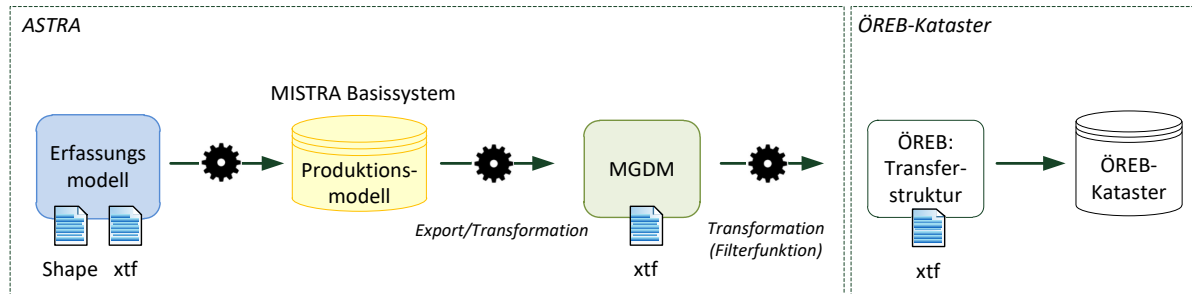 ASTRA
ÖREB-Kataster
MISTRA Basissystem
Erfassungs
modell
Produktions-
modell
MGDM
ÖREB:
Transfer-
struktur
ÖREB-
Kataster
Export/Transformation
Transformation
(Filterfunktion)
Shape
xtf
xtf
xtf